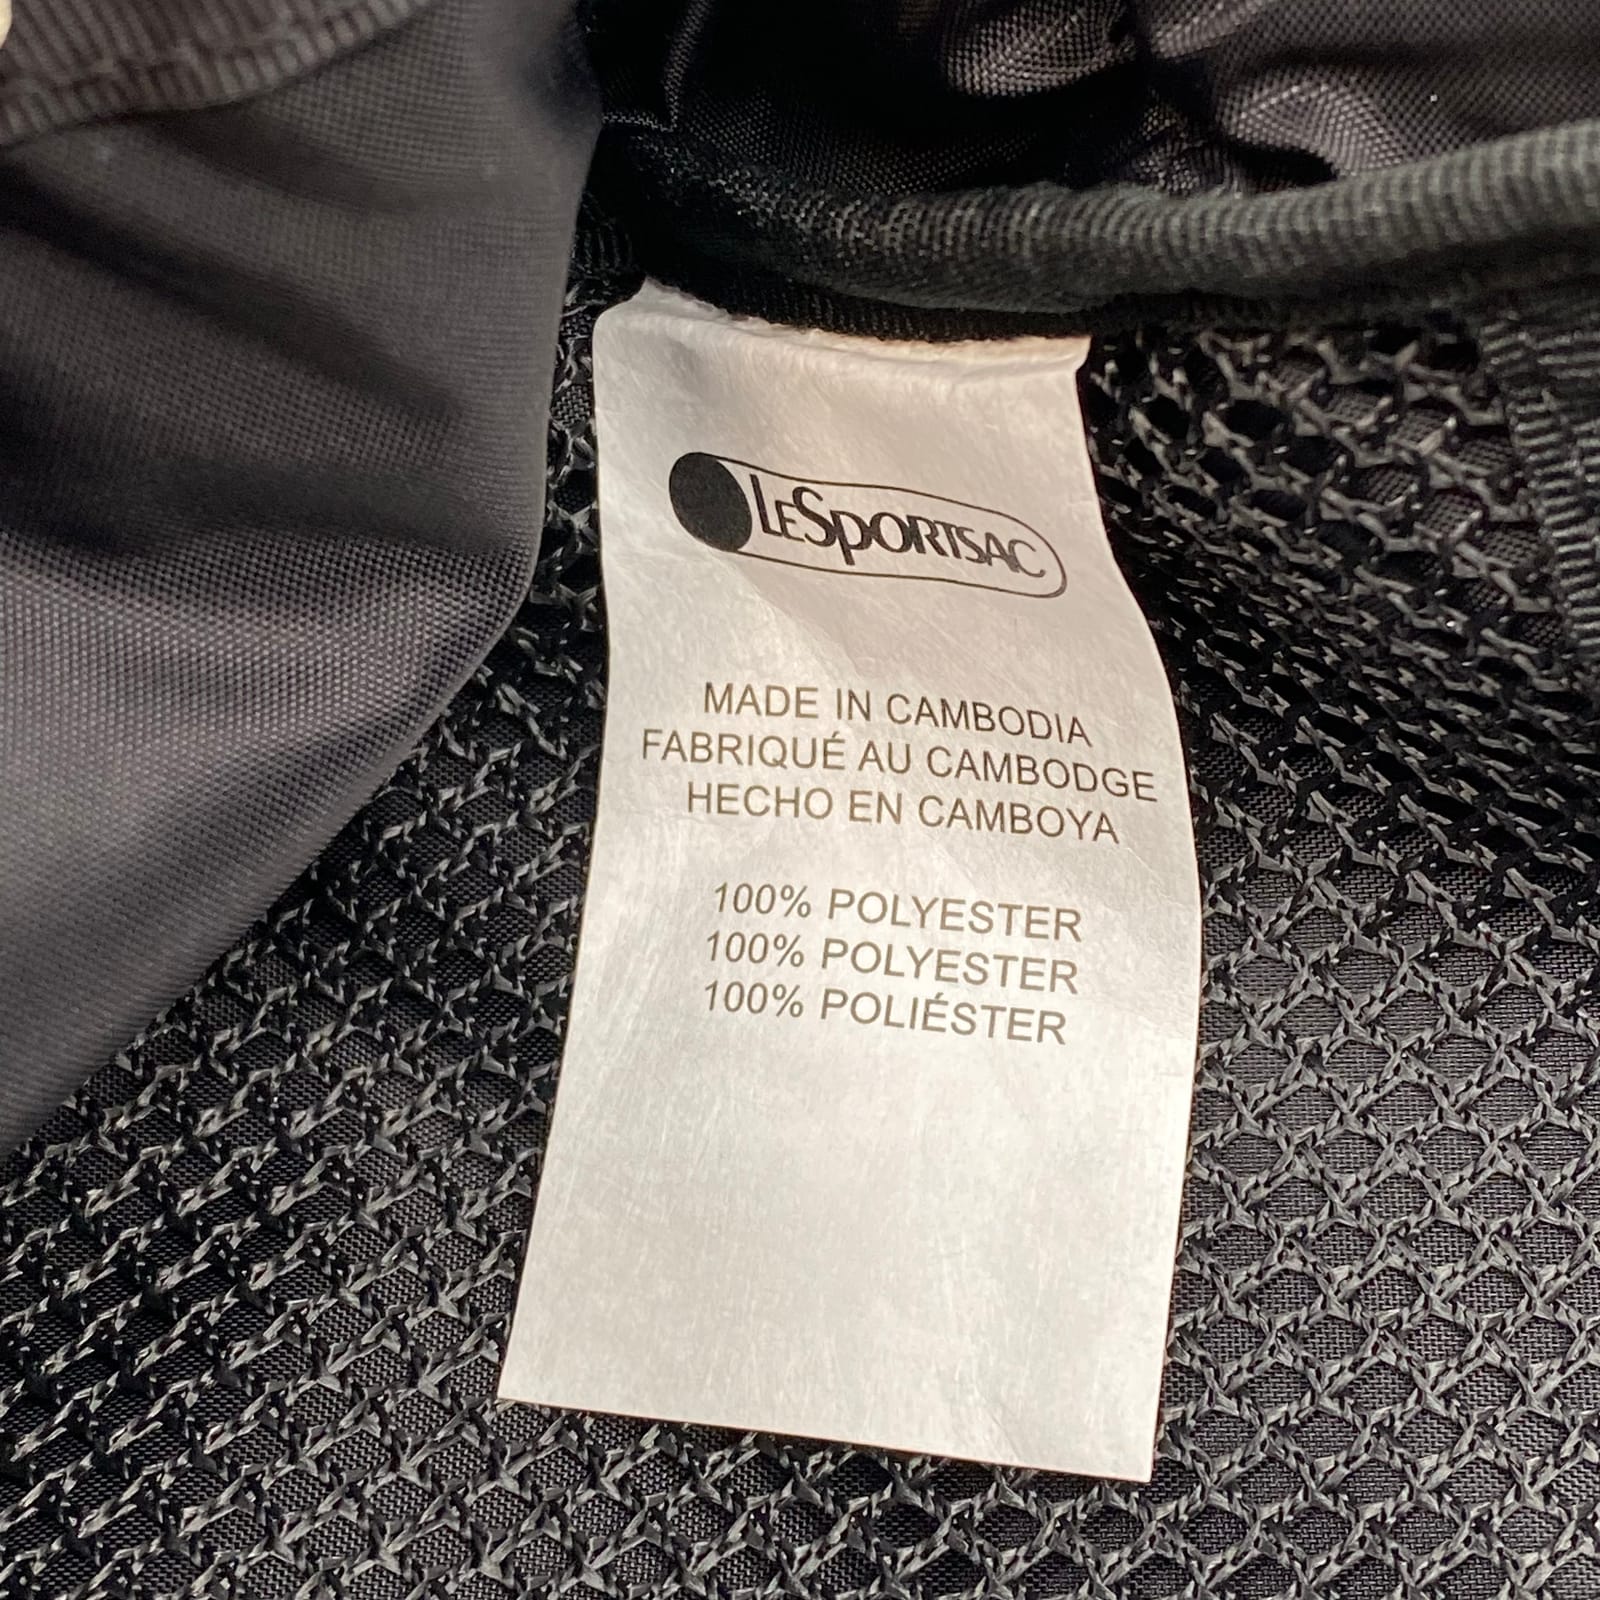 LESPORTSAC
MADE IN CAMBODIA
FABRIQUÉ AU CAMBODGE
HECHO EN CAMBOYA
100% POLYESTER
100% POLYESTER
100% POLIÉSTER